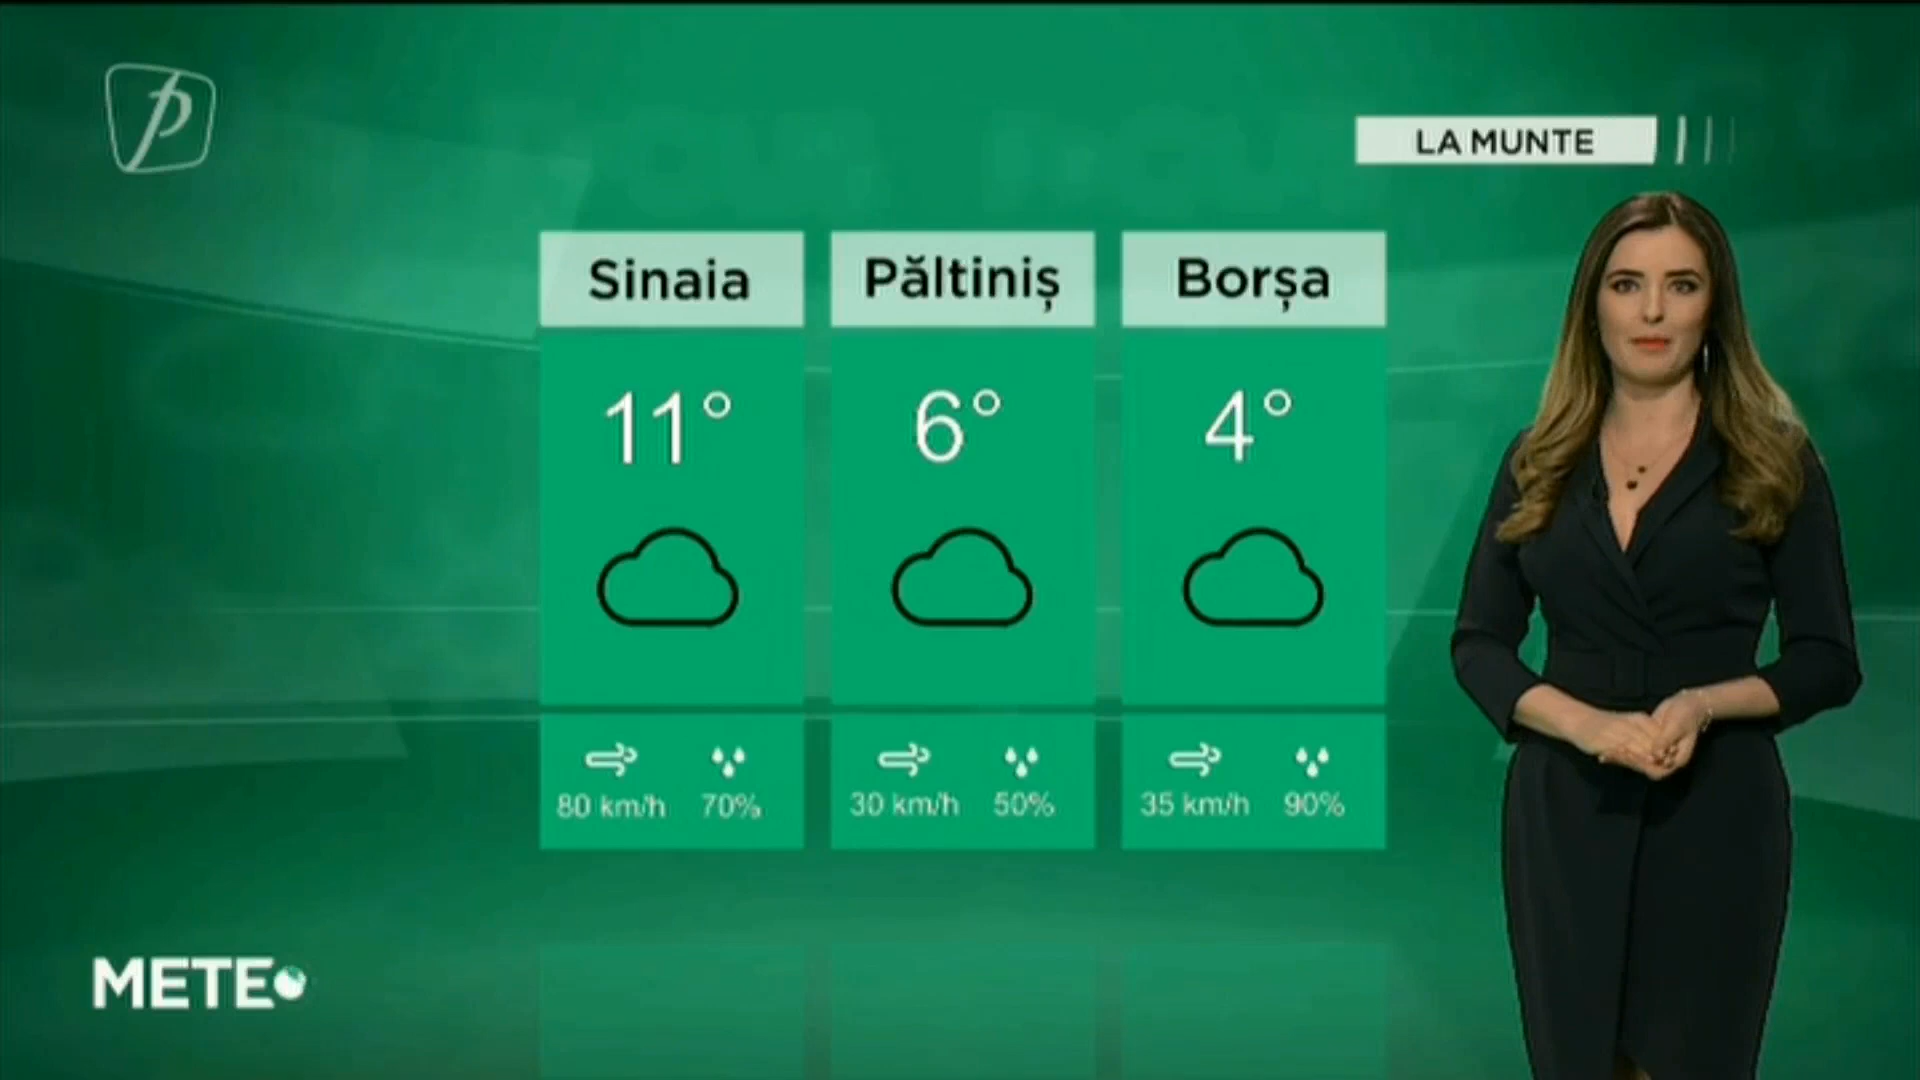 p
LA MUNTE
Sinaia
Păltiniș
Borșa
11°
6°
4°
80 km/h 70%
30 km/h 50%
35 km/h 90%
METEO